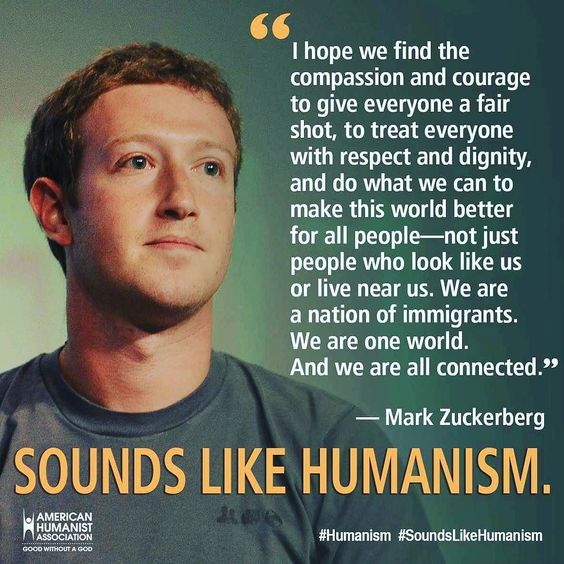 “ I hope we find the
compassion and courage
to give everyone a fair
shot, to treat everyone
with respect and dignity,
and do what we can to
make this world better
for all people—not just
people who look like us
or live near us. We are
a nation of immigrants.
We are one world.
And we are all connected.”
— Mark Zuckerberg
SOUNDS LIKE HUMANISM.
AMERICAN
HUMANIST
ASSOCIATION
GOOD WITHOUT A GOD
#Humanism #SoundsLikeHumanism